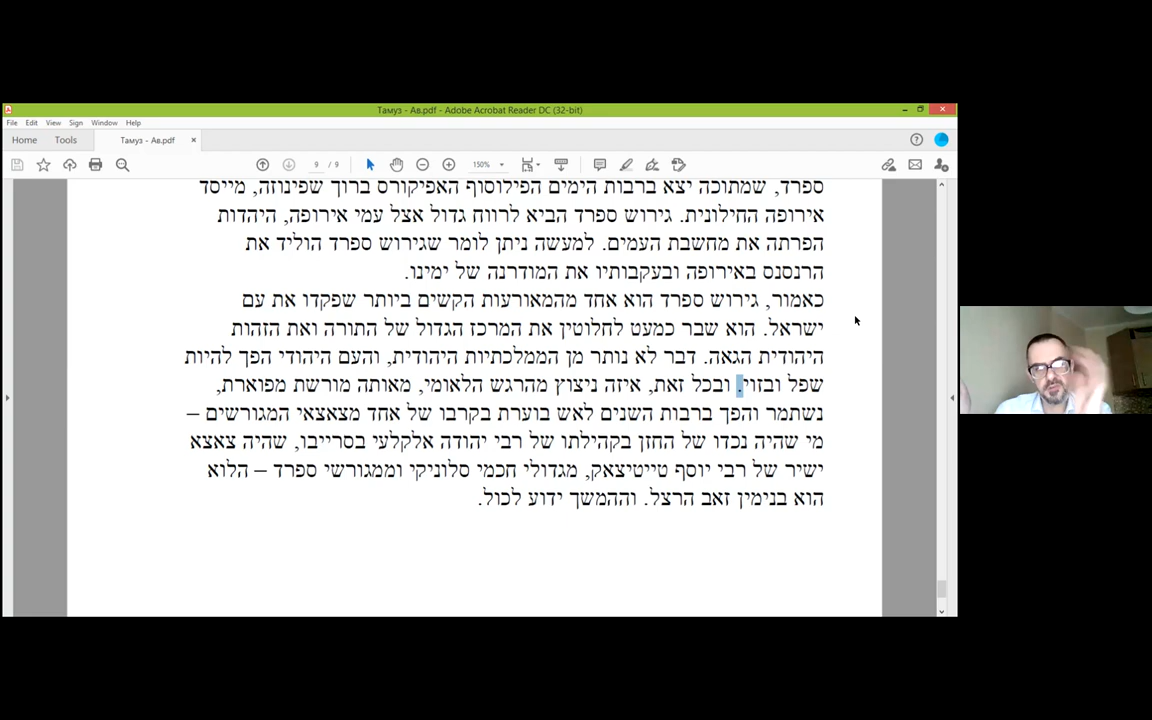 Тамуз - Ав.pdf - Adobe Acrobat Reader DC (32-bit)
File Edit View Sign Window Help
Home Tools Тамуз - Ав.pdf ×
9 / 9 150%
ספרד, שמתוכה יצא ברבות הימים הפילוסוף האפיקורס ברוך שפינוזה, מייסד
אירופה החילונית. גירוש ספרד הביא לרווח גדול אצל עמי אירופה, היהדות
הפרתה את מחשבת העמים. למעשה ניתן לומר שגירוש ספרד הוליד את
הרנסנס באירופה ובעקבותיו את המודרנה של ימינו.
כאמור, גירוש ספרד הוא אחד מהמאורעות הקשים ביותר שפקדו את עם
ישראל. הוא שבר כמעט לחלוטין את המרכז הגדול של התורה ואת הזהות
היהודית הגאה. דבר לא נותר מן הממלכתיות היהודית, והעם היהודי הפך להיות
שפל ובזוי. ובכל זאת, איזה ניצוץ מהרגש הלאומי, מאותה מורשת מפוארת,
נשתמר והפך ברבות השנים לאש בוערת בקרבו של אחד מצאצאי המגורשים –
מי שהיה נכדו של החזן בקהילתו של רבי יהודה אלקלעי בסרייבו, שהיה צאצא
ישיר של רבי יוסף טייטיצאק, מגדולי חכמי סלוניקי וממגורשי ספרד – הלוא
הוא בנימין זאב הרצל. וההמשך ידוע לכול.